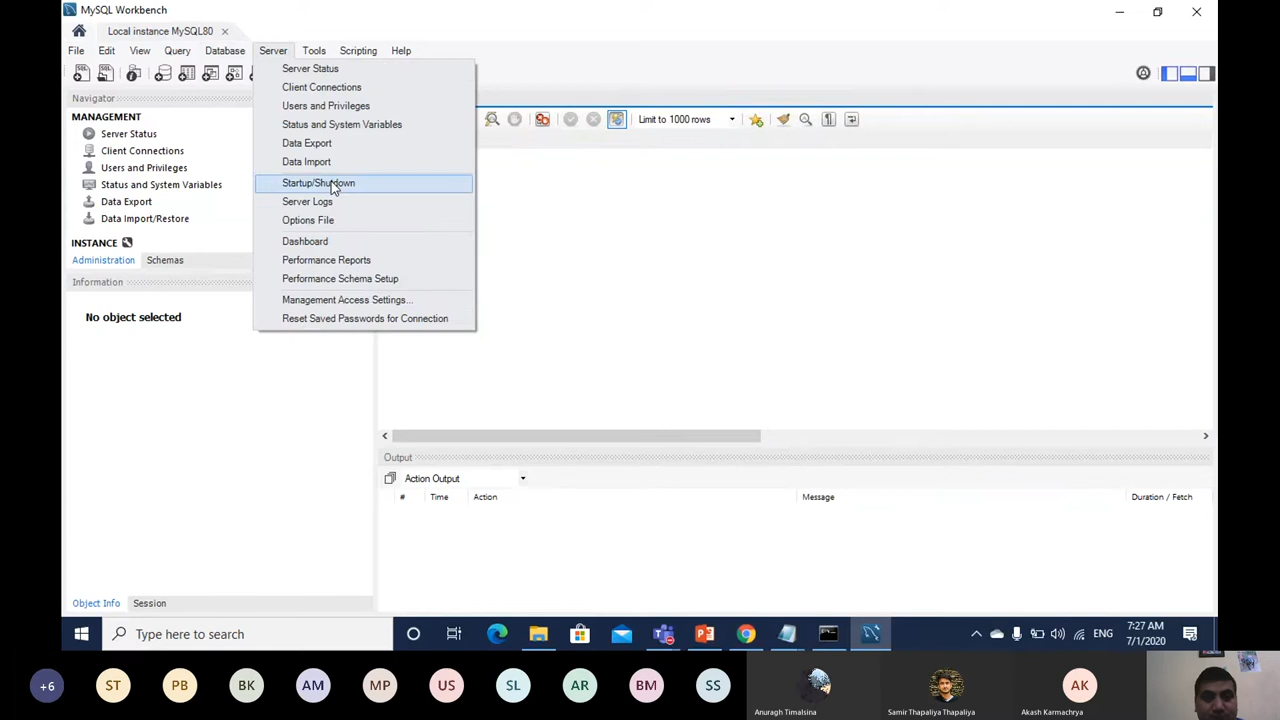 MySQL Workbench
Local instance MySQL80
File Edit View Query Database Server Tools Scripting Help
Server Status
Client Connections
Users and Privileges
Status and System Variables
Data Export
Data Import
Startup/Shutdown
Server Logs
Options File
Dashboard
Performance Reports
Performance Schema Setup
Management Access Settings...
Reset Saved Passwords for Connection
Navigator
MANAGEMENT
Server Status
Client Connections
Users and Privileges
Status and System Variables
Data Export
Data Import/Restore
INSTANCE
Administration Schemas
Information
No object selected
Limit to 1000 rows
Output
Action Output
# Time Action Message Duration / Fetch
Object Info Session
Type here to search
ENG
7:27 AM
7/1/2020
+6 ST PB BK AM MP US SL AR BM SS AK
Anuragh Timalsina Samir Thapaliya Thapaliya Akash Karmachrya